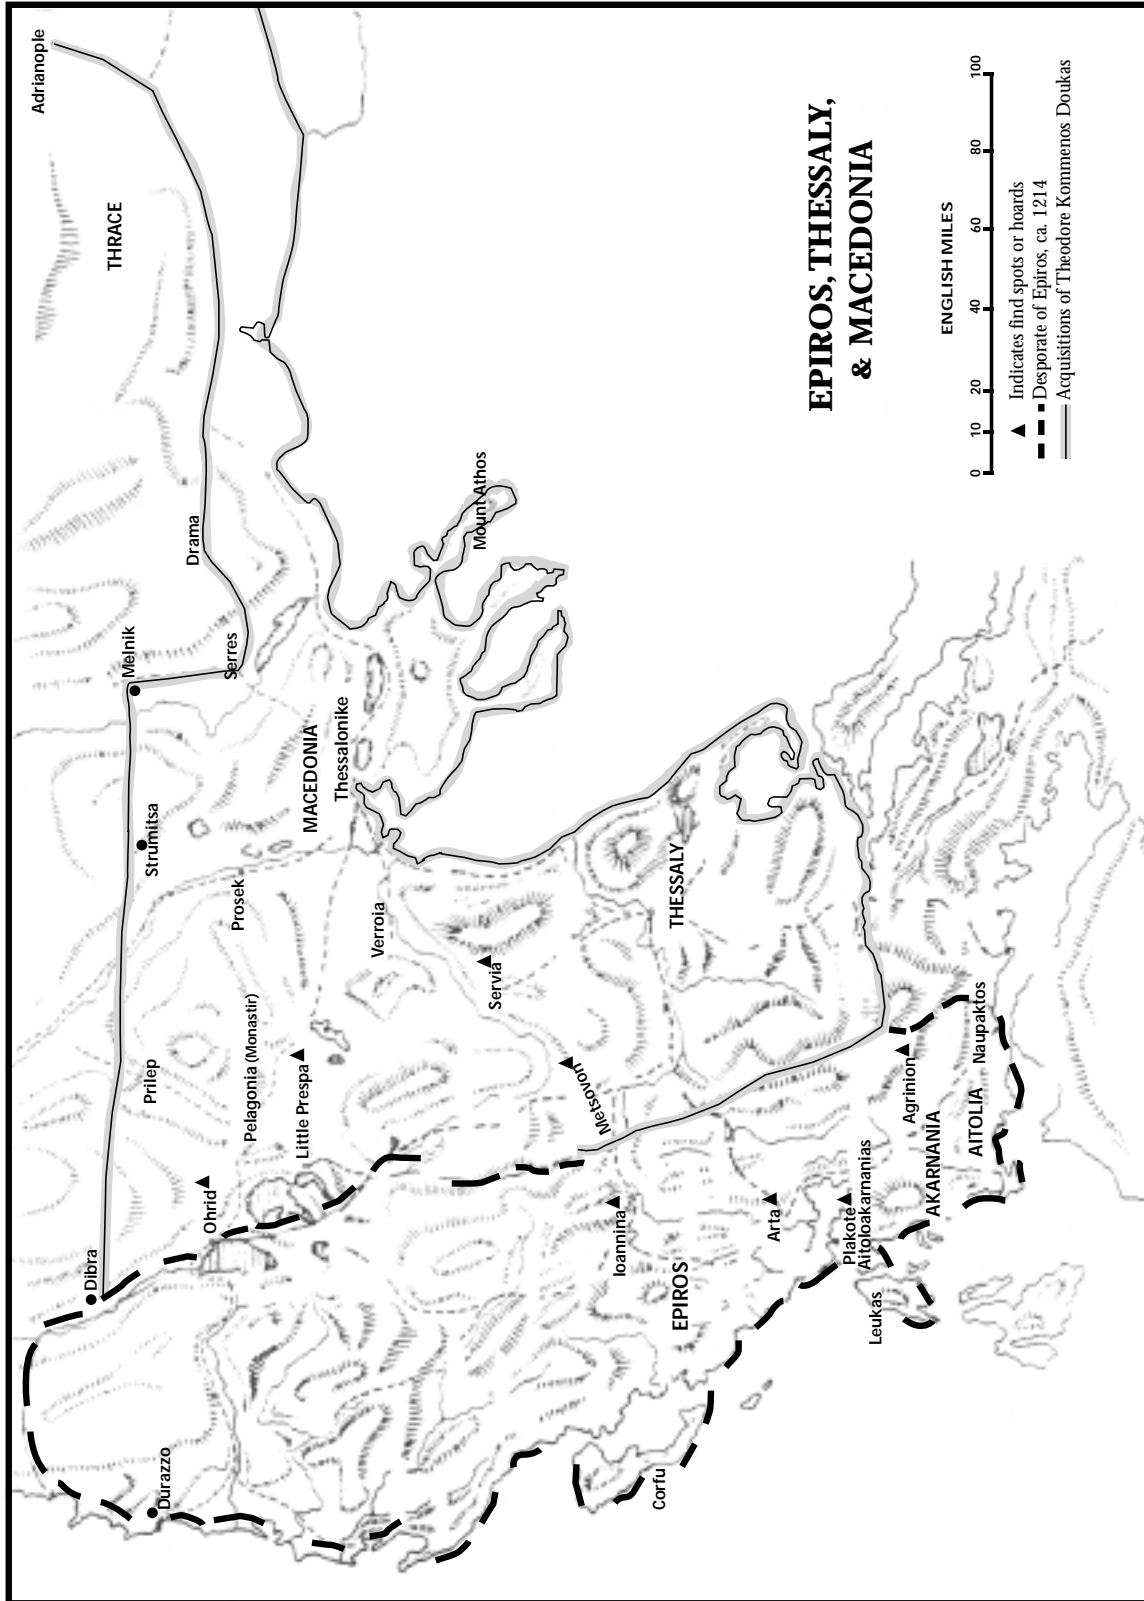 Adrianople
THRACE
Drama
Melnik
Serres
Mount Athos
MACEDONIA
Thessalonike
Strumitsa
Prosek
Verroia
Servia
THESSALY
Prilep
Pelagonia (Monastir)
Little Prespa
Metsovon
Ohrid
Dibra
Ioannina
EPIROS
Arta
Plakote
Aitoloakarnanias
Agrinion
AKARNANIA
AITOLIA
Naupaktos
Leukas
Durazzo
Corfu
EPIROS, THESSALY,
& MACEDONIA
ENGLISH MILES
0 10 20 40 60 80 100
Indicates find spots or hoards
Desporate of Epiros, ca. 1214
Acquisitions of Theodore Kommenos Doukas